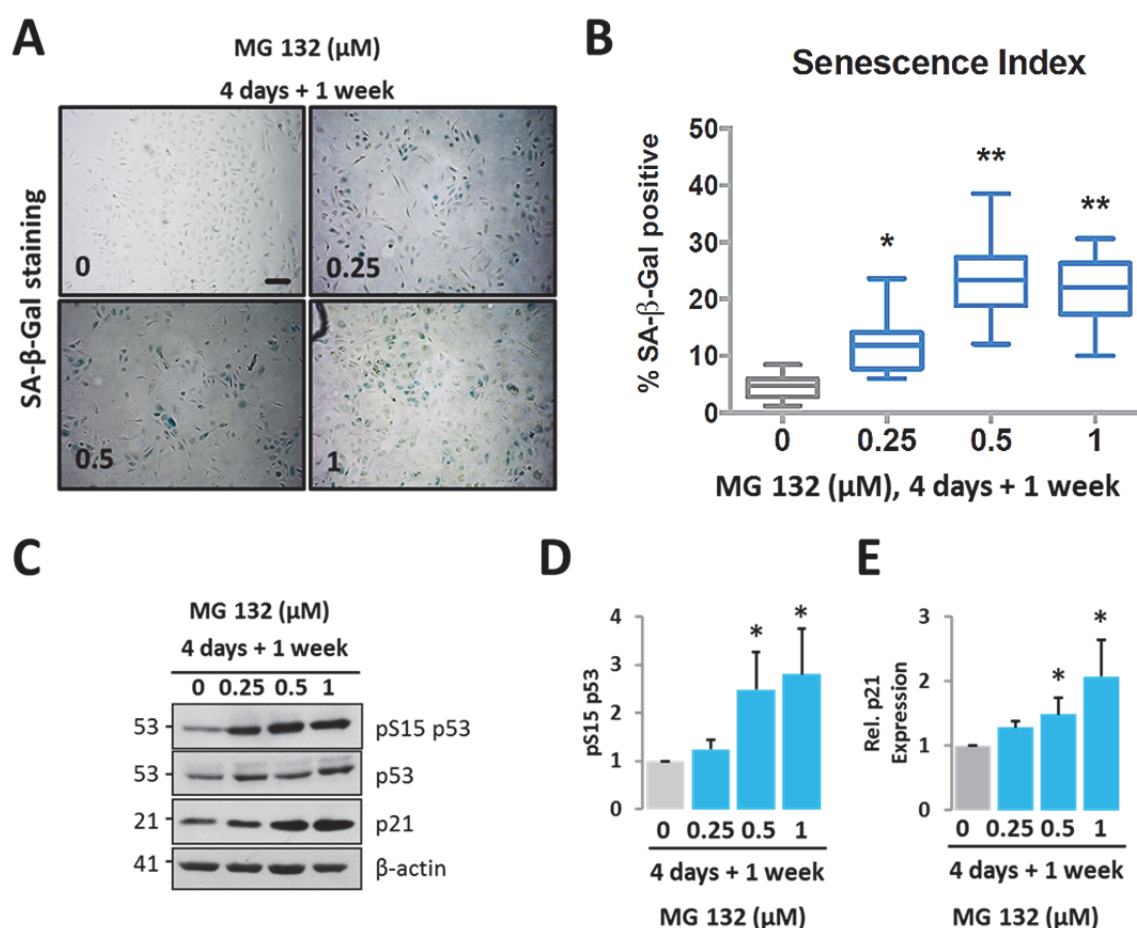 A
MG 132 (μM)
4 days + 1 week
SA-β-Gal staining
0
0.25
0.5
1
B
Senescence Index
% SA-β-Gal positive
50
40
30
20
10
0
*
**
**
0 0.25 0.5 1
MG 132 (μM), 4 days + 1 week
C
MG 132 (μM)
4 days + 1 week
0 0.25 0.5 1
53 pS15 p53
53 p53
21 p21
41 β-actin
D
pS15 p53
4
3
2
1
0
*
*
0 0.25 0.5 1
4 days + 1 week
MG 132 (μM)
E
Rel. p21
Expression
3
2
1
0
*
*
0 0.25 0.5 1
4 days + 1 week
MG 132 (μM)